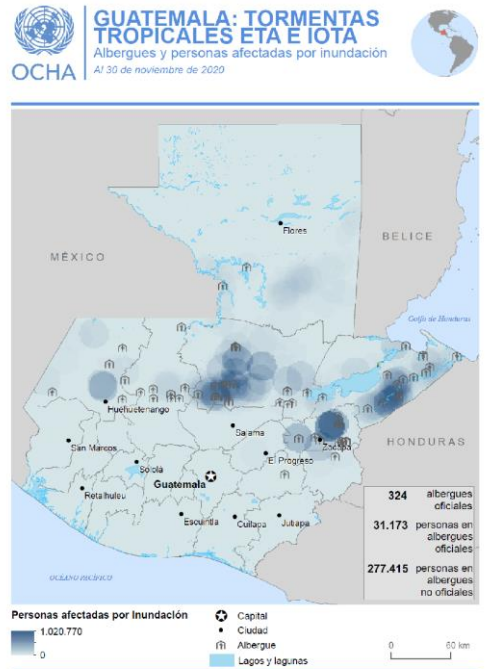 OCHA
GUATEMALA: TORMENTAS
TROPICALES ETA E IOTA
Albergues y personas afectadas por inundación
Al 30 de noviembre de 2020
Flores
BELICE
MÉXICO
Golfo de Honduras
Huehuetenango
Salama
Zacapa
HONDURAS
San Marcos
El Progreso
Sololá
Guatemala
Retalhuleu
Escuintla
Cuilapa
Jutiapa
OCEANO PACÍFICO
324 albergues
oficiales
31.173 personas en
albergues
oficiales
277.415 personas en
albergues
no oficiales
Personas afectadas por Inundación
1.020.770
0
Capital
Ciudad
Albergue
Lagos y lagunas
0 60 km